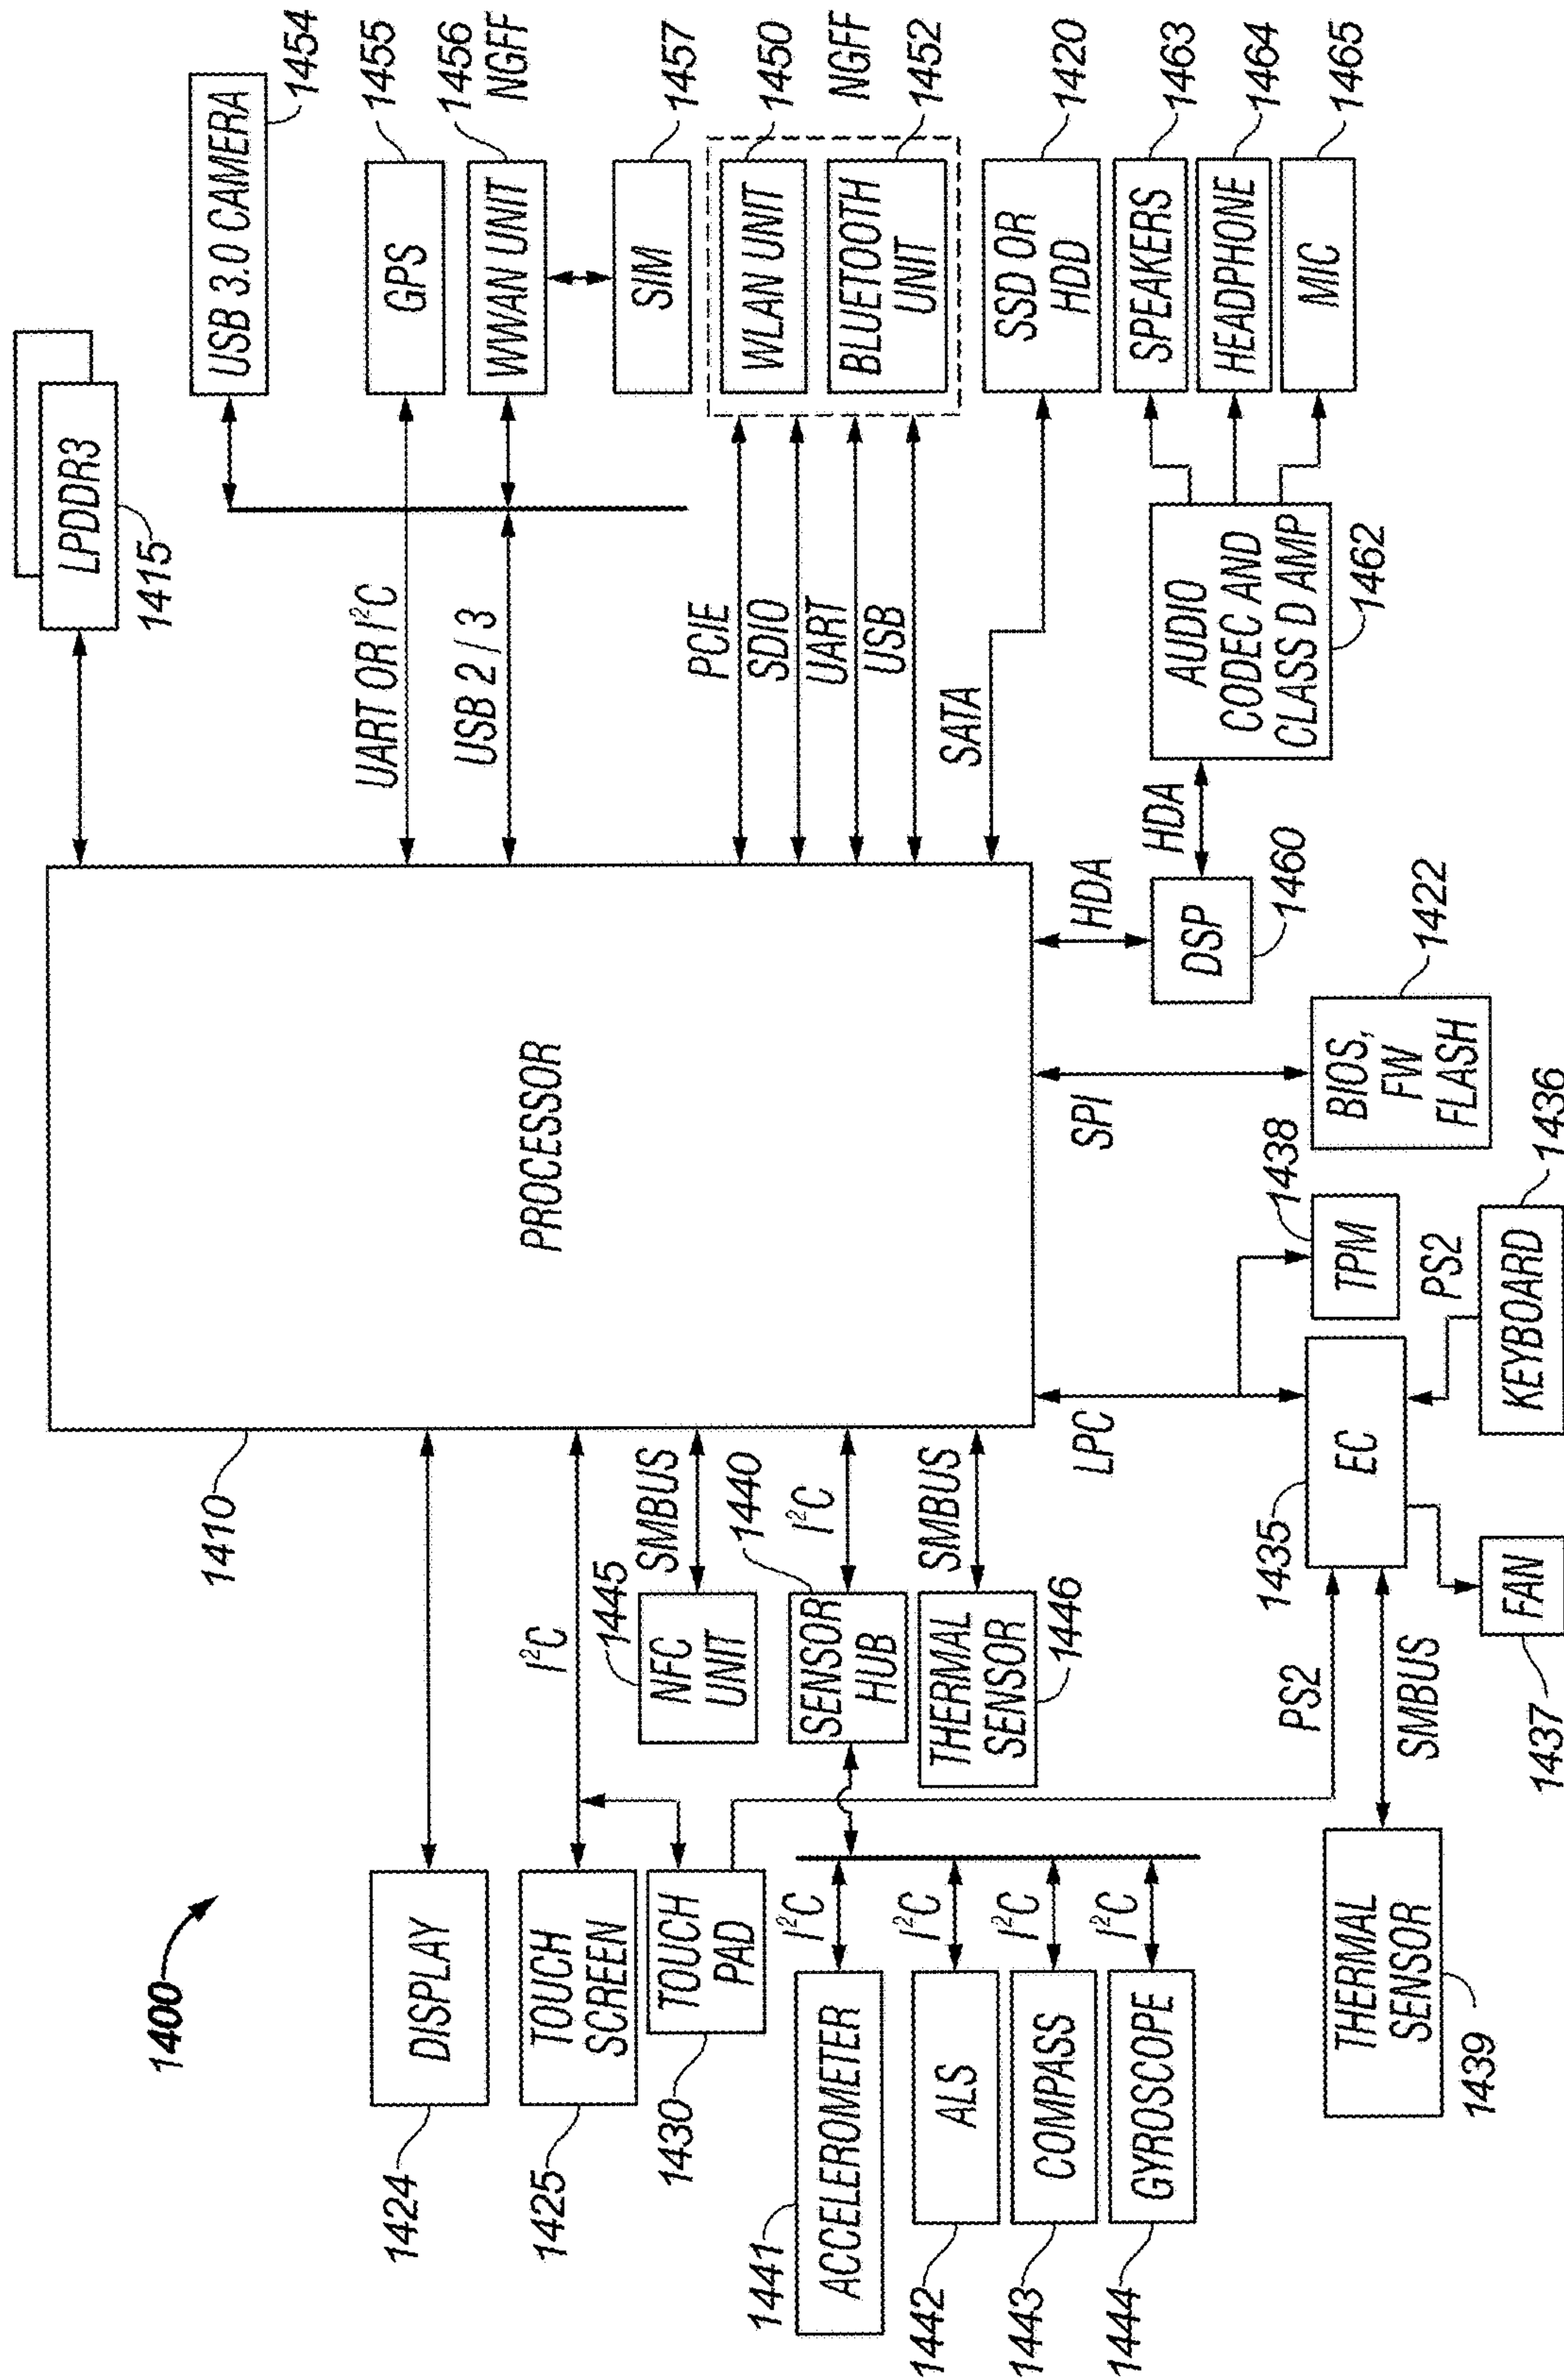 1400
LPDDR3
1415
DISPLAY
1424
1410
PROCESSOR
USB 3.0 CAMERA
1454
TOUCH
SCREEN
1425
I²C
UART OR I²C
GPS
1455
TOUCH
PAD
1430
NFC
UNIT
1445
SMBUS
USB 2 / 3
WWAN UNIT
1456
NGFF
SIM
1457
I²C
ACCELEROMETER
1441
SENSOR
HUB
1440
I²C
PCIE
SDIO
UART
USB
WLAN UNIT
1450
NGFF
BLUETOOTH
UNIT
1452
I²C
ALS
1442
THERMAL
SENSOR
1446
SMBUS
SATA
SSD OR
HDD
1420
I²C
COMPASS
1443
I²C
GYROSCOPE
1444
LPC
SPI
HDA
DSP
1460
HDA
AUDIO
CODEC AND
CLASS D AMP
1462
SPEAKERS
1463
HEADPHONE
1464
MIC
1465
PS2
1435
EC
TPM
1438
BIOS,
FW
FLASH
1422
THERMAL
SENSOR
1439
SMBUS
PS2
FAN
1437
KEYBOARD
1436